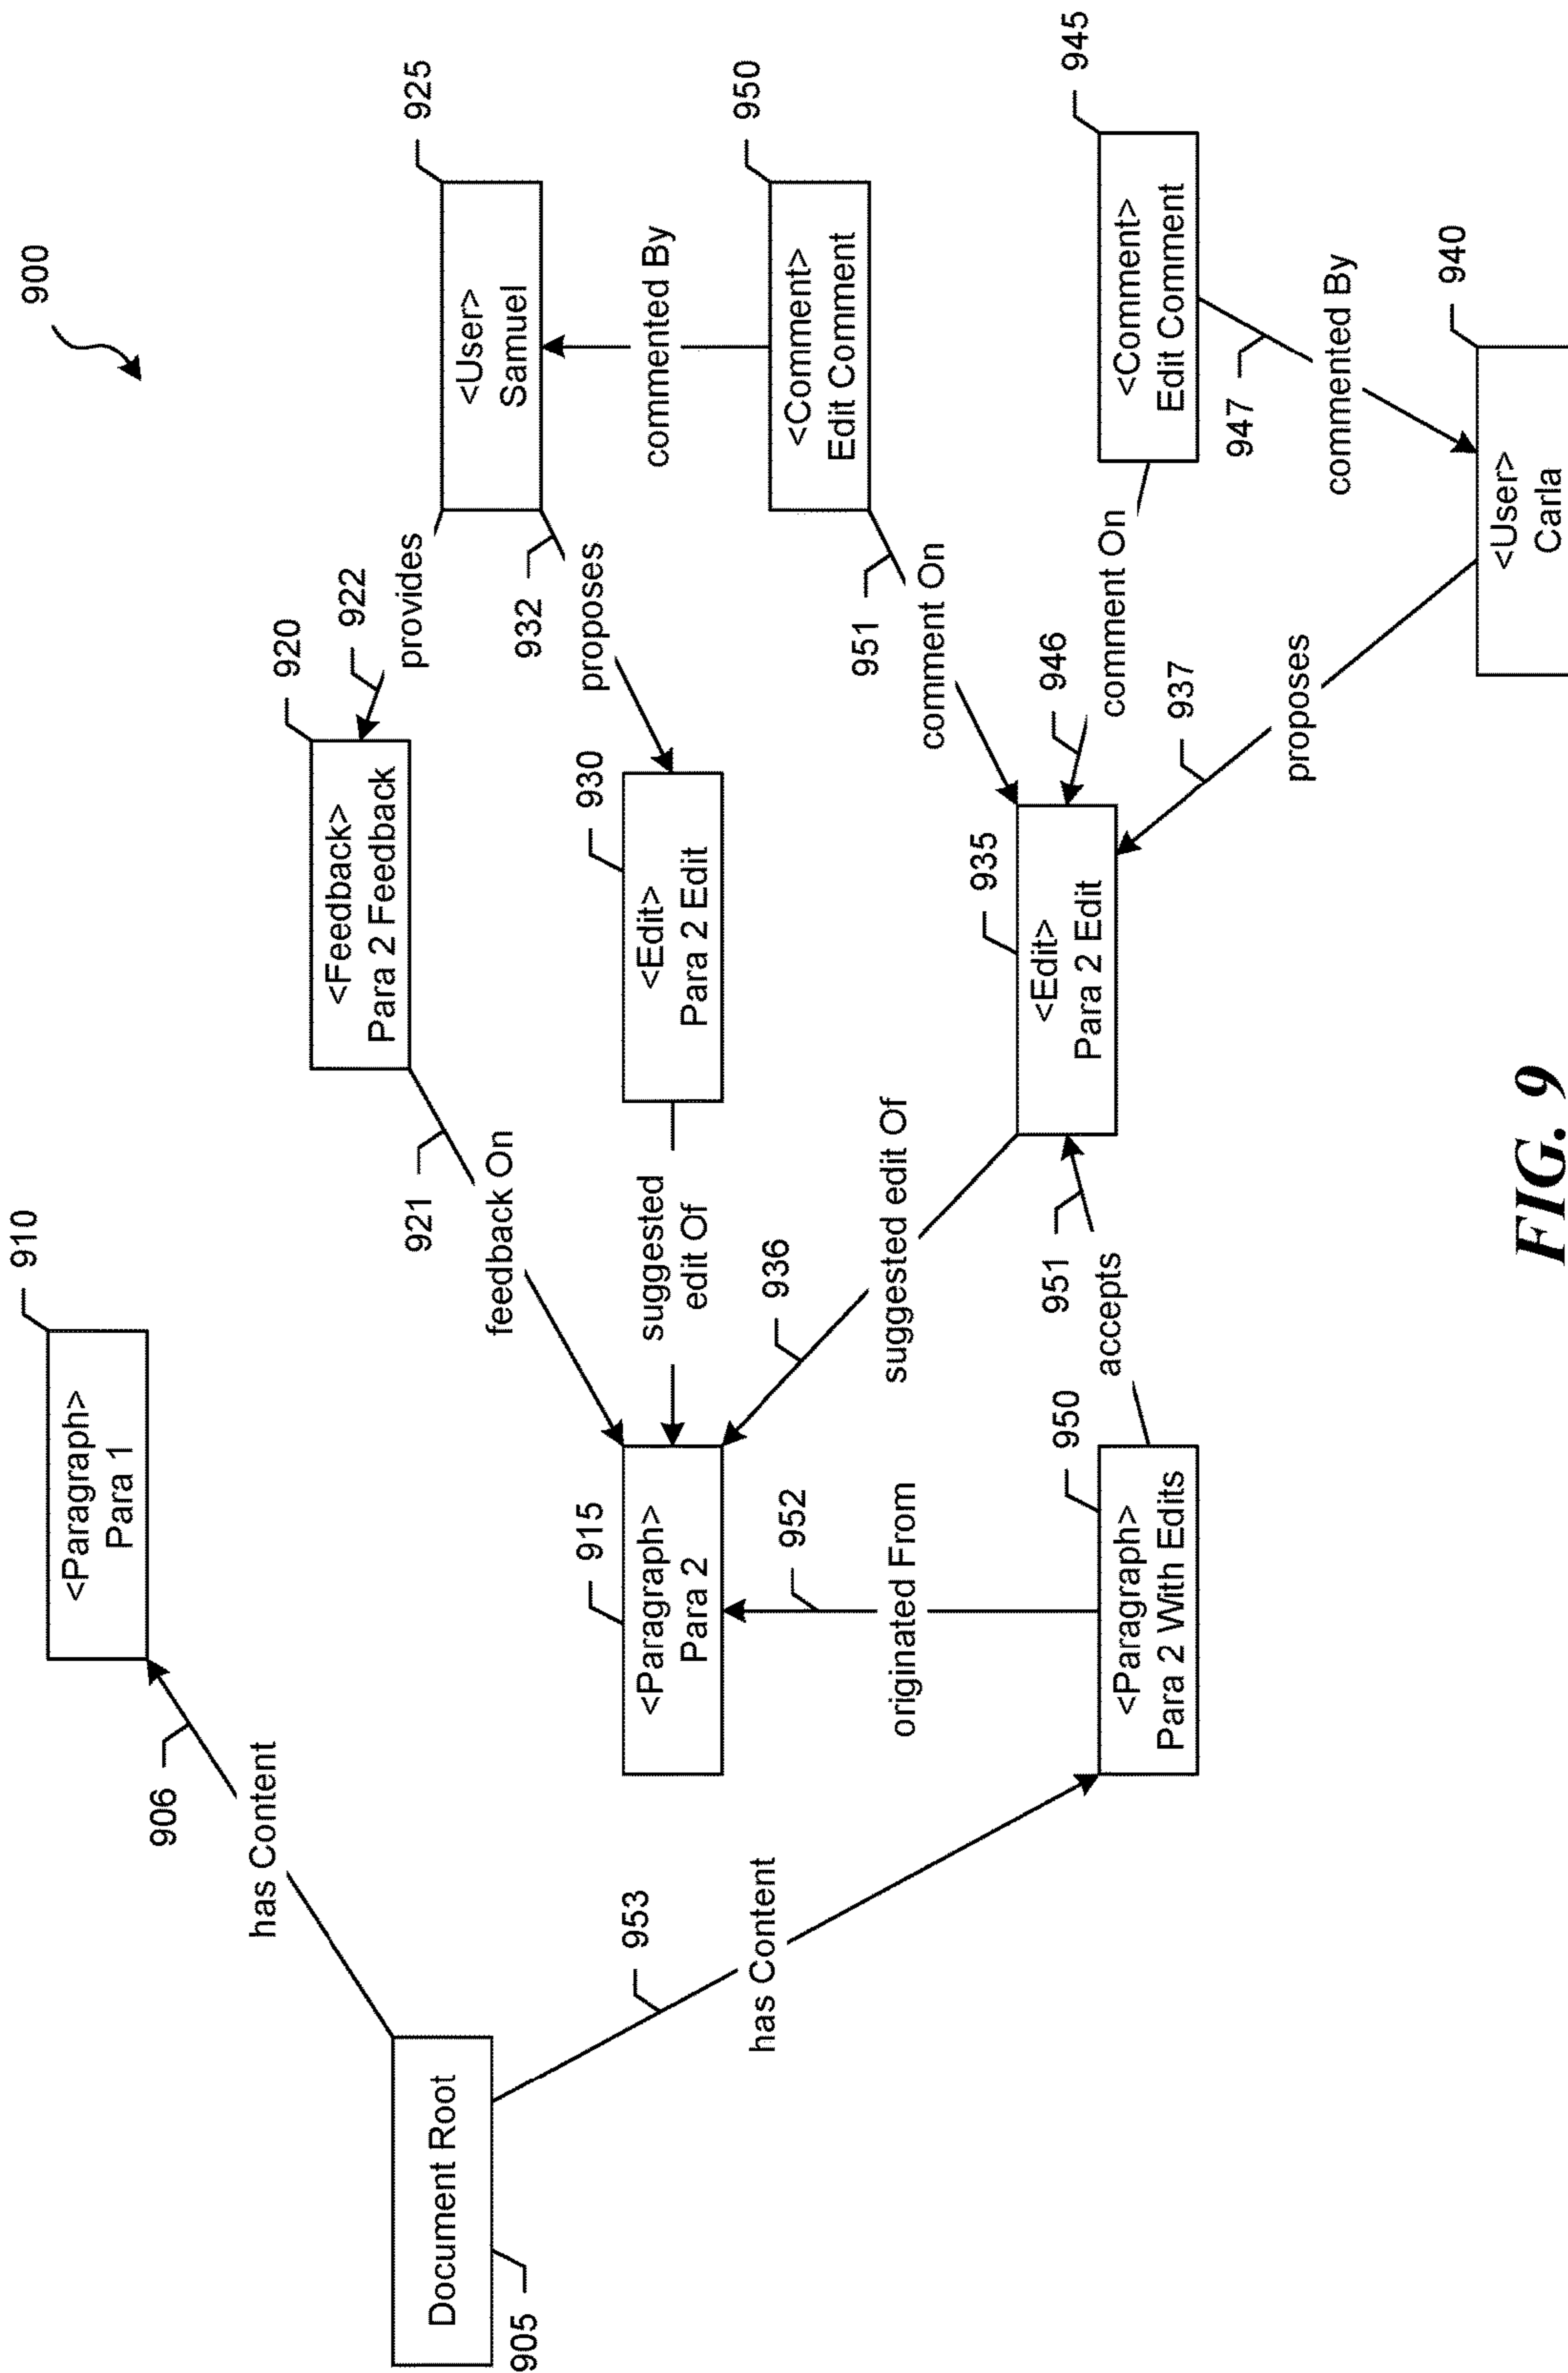 900
<Paragraph>
Para 1
910
906
has Content
Document Root
905
953
has Content
<Feedback>
Para 2 Feedback
920
922
provides
921
feedback On
<User>
Samuel
925
932
proposes
commented By
<Edit>
Para 2 Edit
930
suggested
edit Of
<Paragraph>
Para 2
915
<Comment>
Edit Comment
950
951
comment On
936
suggested edit Of
<Edit>
Para 2 Edit
935
946
comment On
<Comment>
Edit Comment
945
947
commented By
952
originated From
<Paragraph>
Para 2 With Edits
950
951
accepts
937
proposes
<User>
Carla
940
FIG. 9